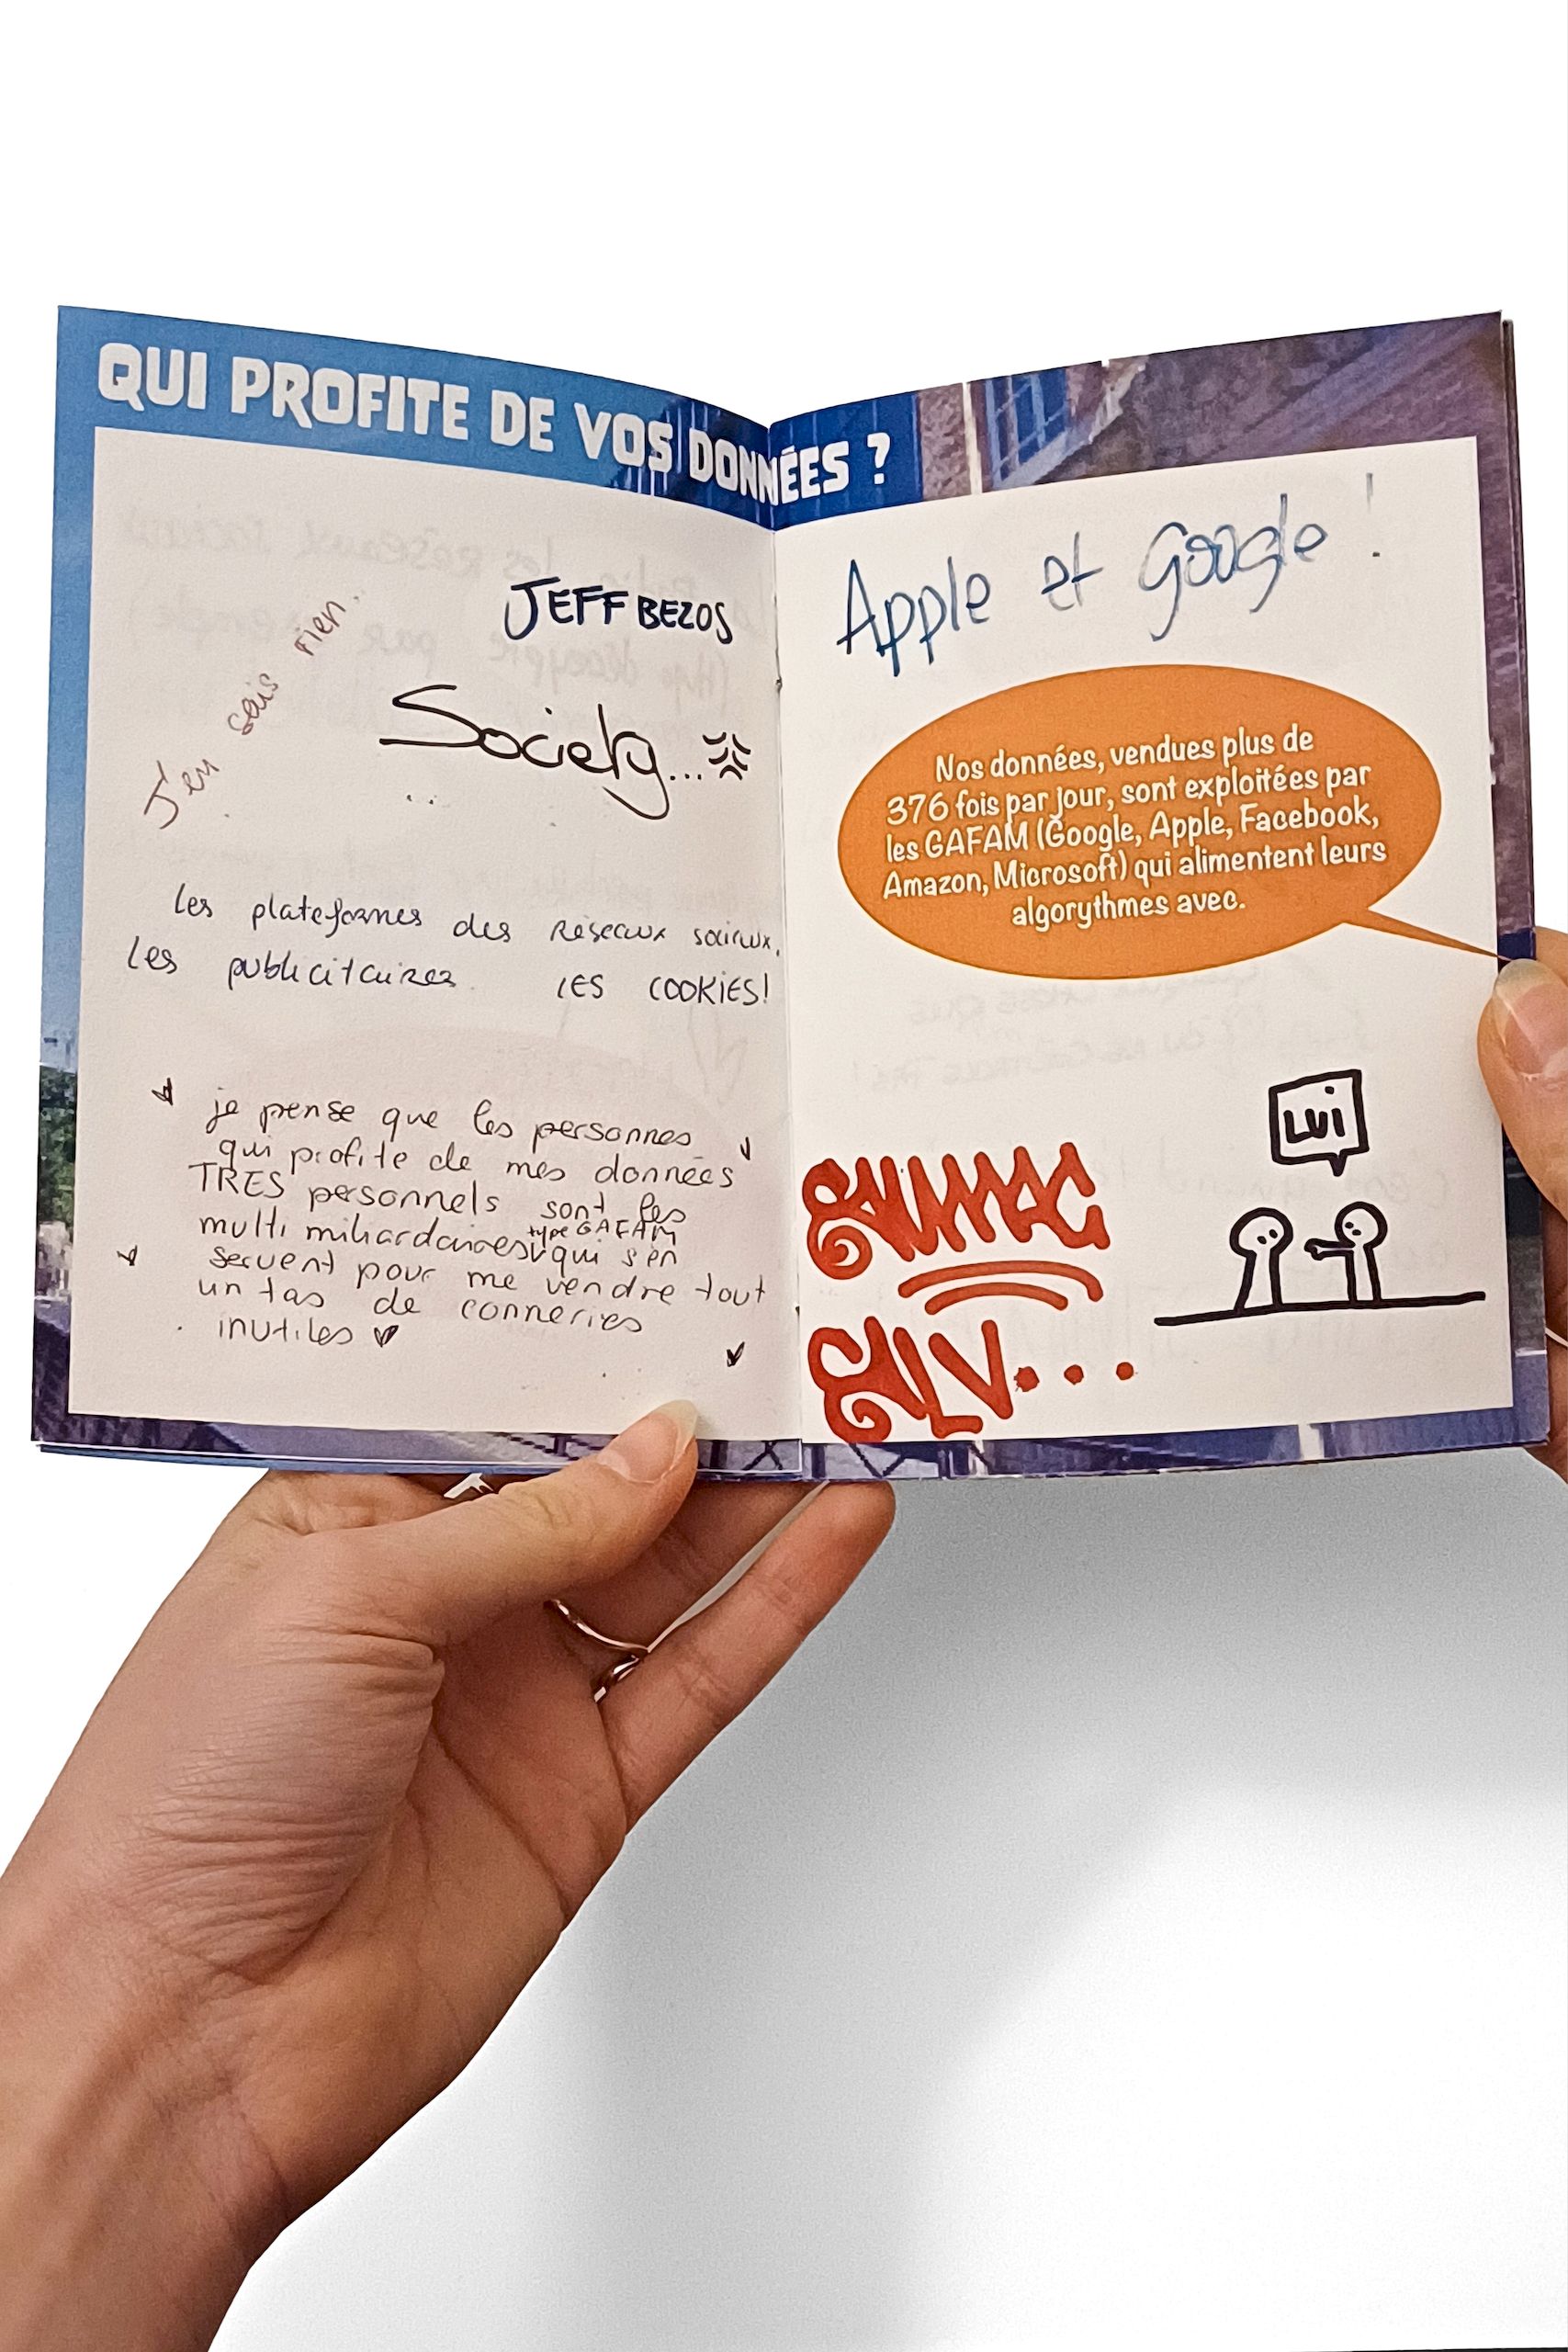 QUI PROFITE DE VOS DONNÉES ?
JEFF BEZOS
J'en sais rien.
Society...
Les plateformes des réseaux sociaux.
Les publicitaires LES COOKIES!
je pense que les personnes
qui profite de mes données
TRES personnels sont les
multi miliardaires type GAFAM qui s'en
servent pour me vendre tout
un tas de conneries
inutiles
Apple et Google !
Nos données, vendues plus de
376 fois par jour, sont exploitées par
les GAFAM (Google, Apple, Facebook,
Amazon, Microsoft) qui alimentent leurs
algorythmes avec.
LUi